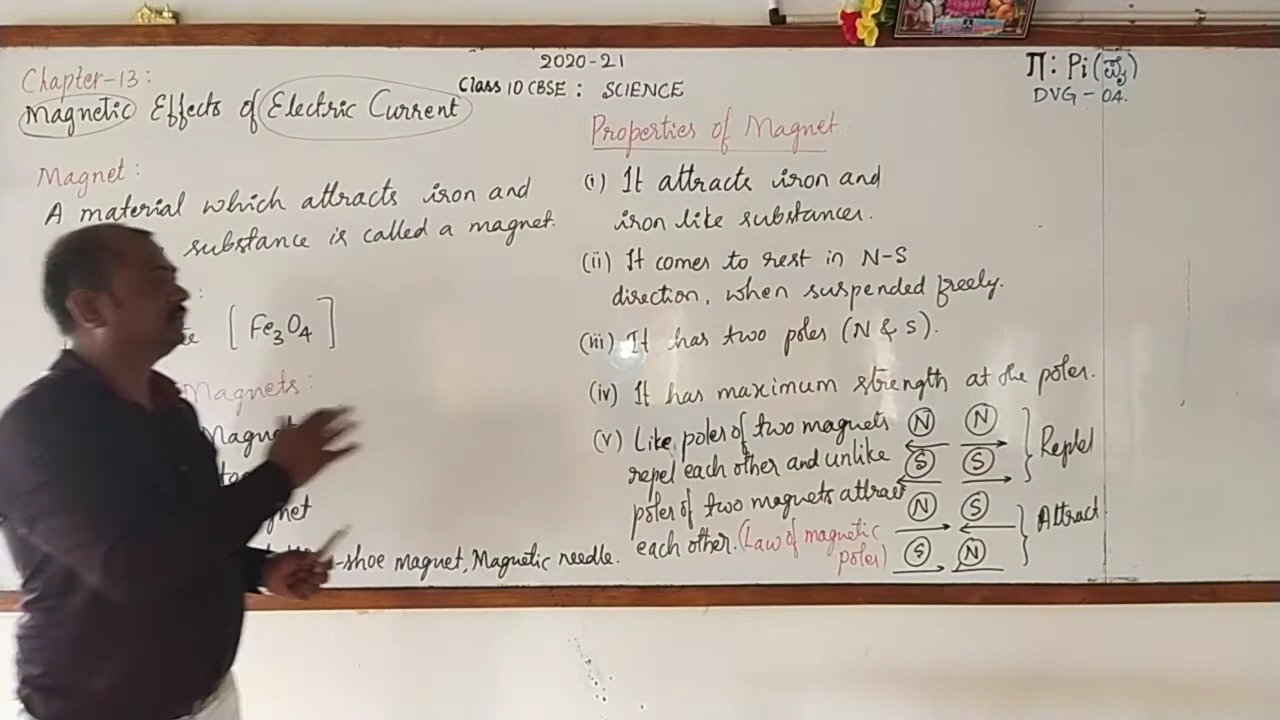 2020-21
Class 10 CBSE : SCIENCE
Π : Pi (ಪೈ)
DVG - 04.
Chapter-13 :
Magnetic Effects of Electric Current
Magnet :
A material which attracts iron and
substance is called a magnet.
:
[Fe3O4]
Magnets :
Magnet
-shoe magnet, Magnetic needle.
Properties of Magnet :
(i) It attracts iron and
iron like substances.
(ii) It comes to rest in N-S
direction, when suspended freely.
(iii) It has two poles (N & S).
(iv) It has maximum strength at the poles.
(v) Like poles of two magnets
repel each other and unlike
poles of two magnets attract
each other. (Law of magnetic
poles)
N N
S S
Repel
N S
S N
Attract